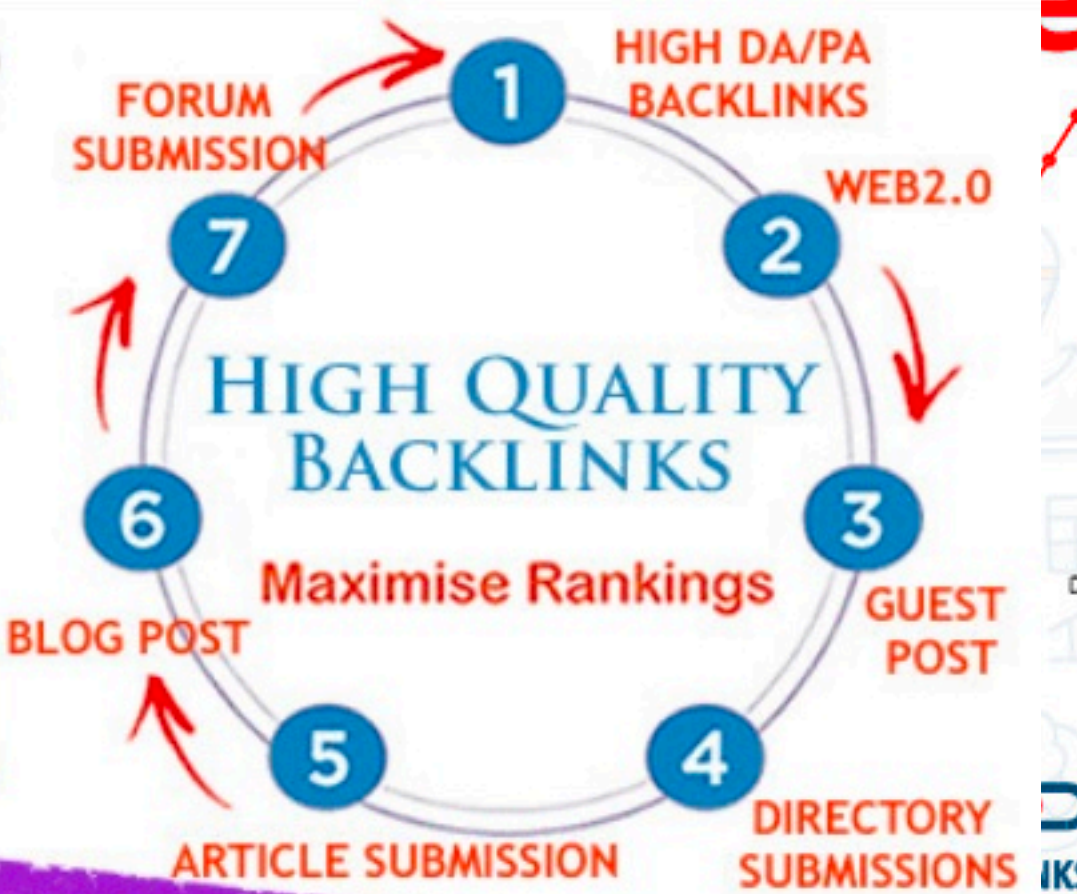 1
HIGH DA/PA
BACKLINKS
2
WEB2.0
3
GUEST
POST
4
DIRECTORY
SUBMISSIONS
5
ARTICLE SUBMISSION
6
BLOG POST
7
FORUM
SUBMISSION
HIGH QUALITY
BACKLINKS
Maximise Rankings